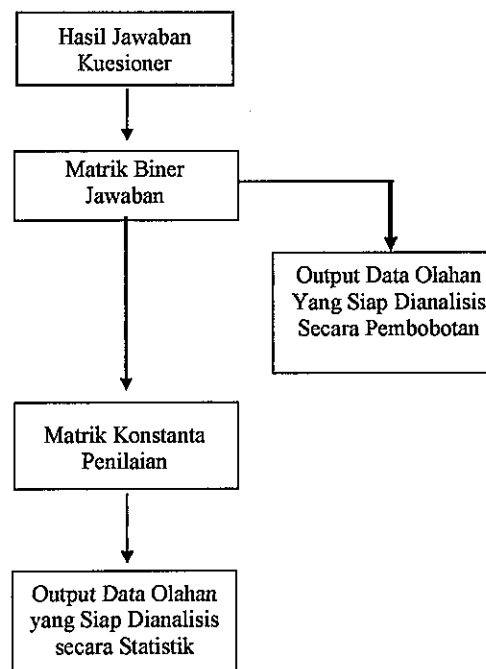 Hasil Jawaban
Kuesioner
Matrik Biner
Jawaban
Output Data Olahan
Yang Siap Dianalisis
Secara Pembobotan
Matrik Konstanta
Penilaian
Output Data Olahan
yang Siap Dianalisis
secara Statistik